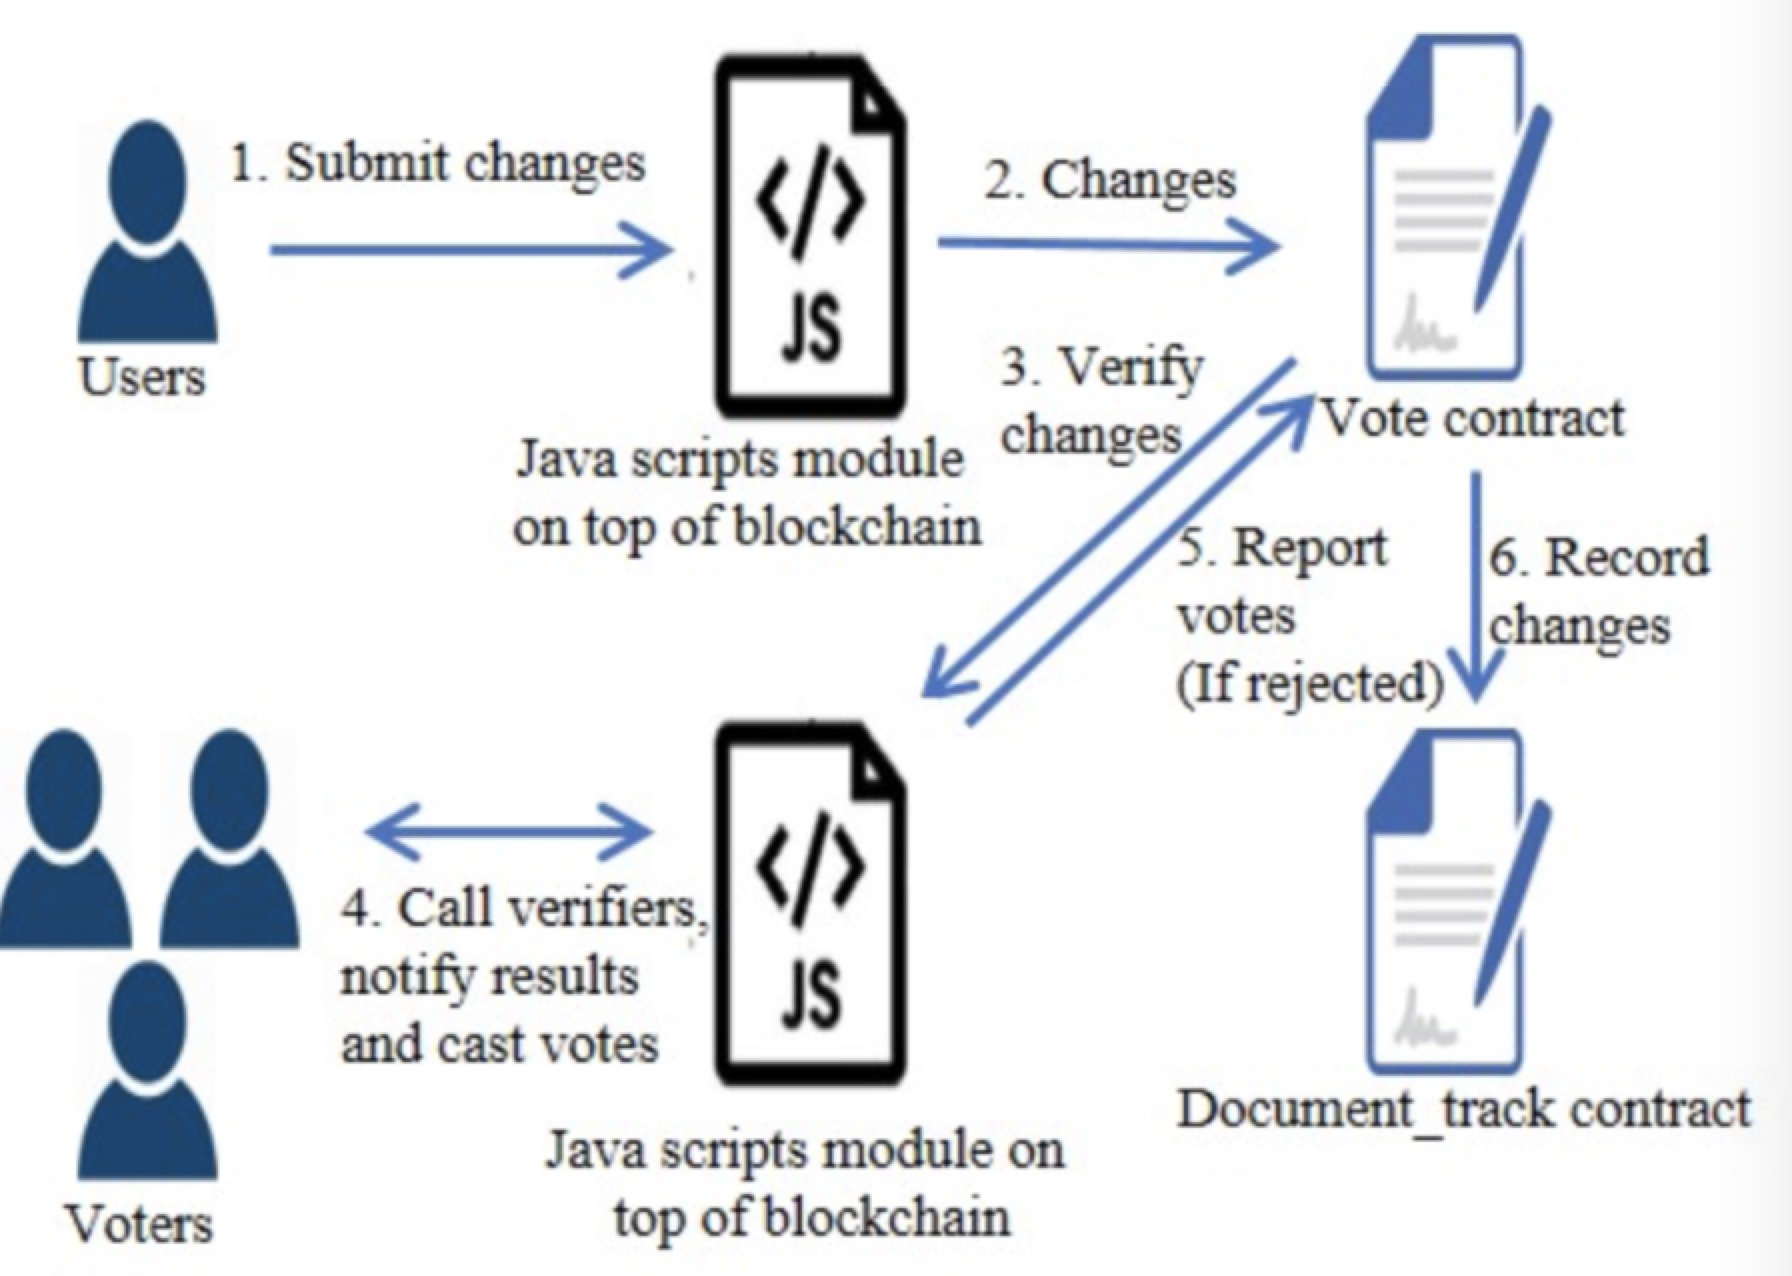 1. Submit changes
2. Changes
</>
JS
Users
3. Verify
changes
Vote contract
Java scripts module
on top of blockchain
5. Report
votes
(If rejected)
6. Record
changes
</>
JS
4. Call verifiers,
notify results
and cast votes
Voters
Java scripts module on
top of blockchain
Document_track contract